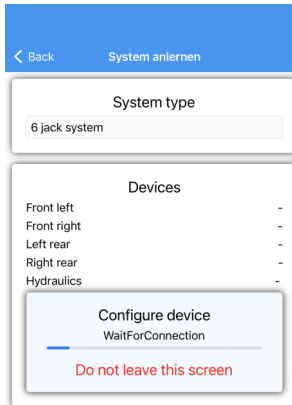 Back System anlernen
System type
6 jack system
Devices
Front left -
Front right -
Left rear -
Right rear -
Hydraulics -
Configure device
WaitForConnection
Do not leave this screen